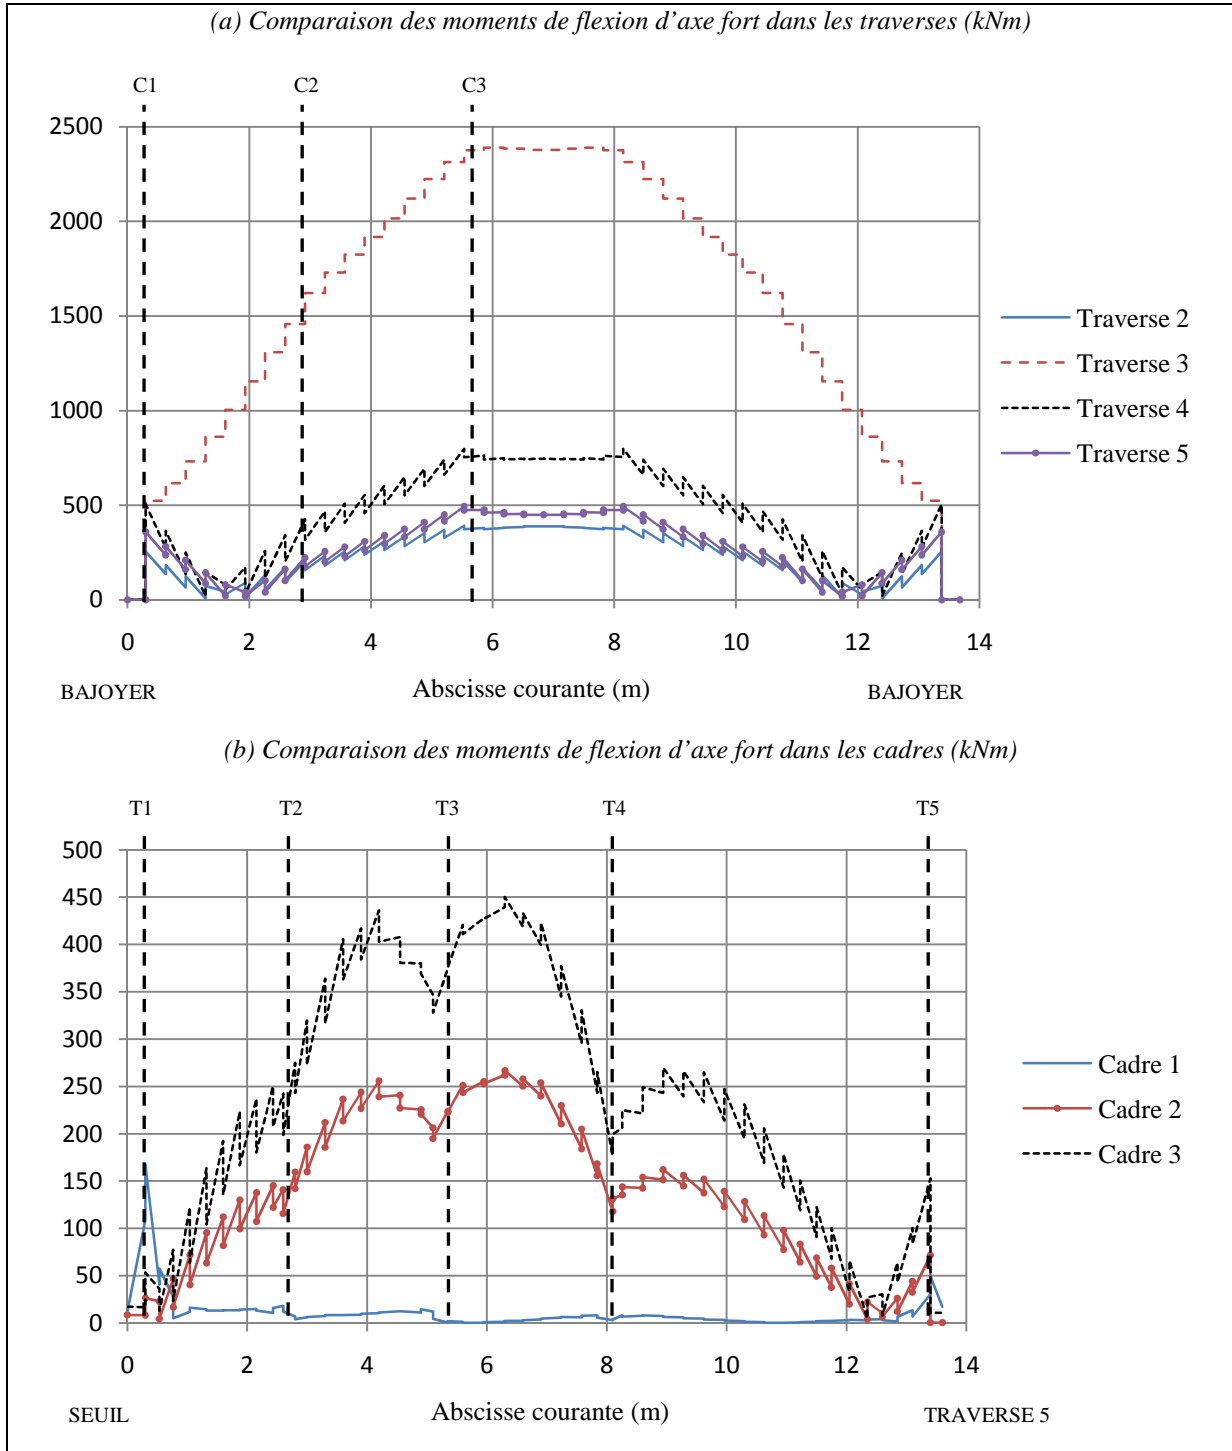 (a) Comparaison des moments de flexion d’axe fort dans les traverses (kNm)
C1 C2 C3
2500
2000
1500
1000
500
0
0 2 4 6 8 10 12 14
BAJOYER Abscisse courante (m) BAJOYER
Traverse 2
Traverse 3
Traverse 4
Traverse 5
(b) Comparaison des moments de flexion d’axe fort dans les cadres (kNm)
T1 T2 T3 T4 T5
500
450
400
350
300
250
200
150
100
50
0
0 2 4 6 8 10 12 14
SEUIL Abscisse courante (m) TRAVERSE 5
Cadre 1
Cadre 2
Cadre 3